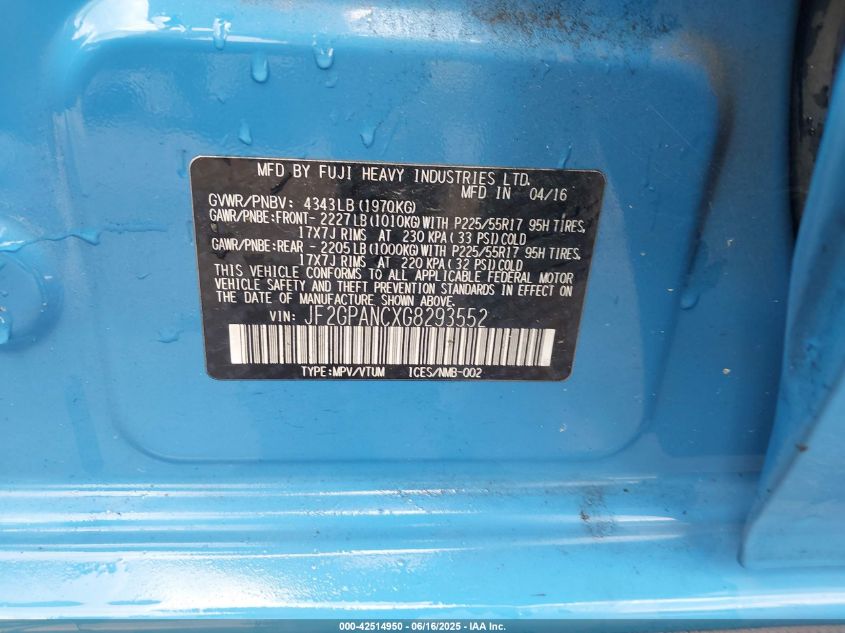 MFD BY FUJI HEAVY INDUSTRIES LTD.
MFD IN 04/16
GVWR/PNBV: 4343LB (1970KG)
GAWR/PNBE:FRONT- 2227LB(1010KG)WITH P225/55R17 95H TIRES,
17X7J RIMS AT 230 KPA(33 PSI)COLD
GAWR/PNBE:REAR - 2205LB(1000KG)WITH P225/55R17 95H TIRES,
17X7J RIMS AT 220 KPA(32 PSI)COLD
THIS VEHICLE CONFORMS TO ALL APPLICABLE FEDERAL MOTOR
VEHICLE SAFETY AND THEFT PREVENTION STANDARDS IN EFFECT ON
THE DATE OF MANUFACTURE SHOWN ABOVE.
VIN: JF2GPANCXG8293552
TYPE:MPV/VTUM ICES/NMB-002
000-42514950 - 06/16/2025 - IAA Inc.